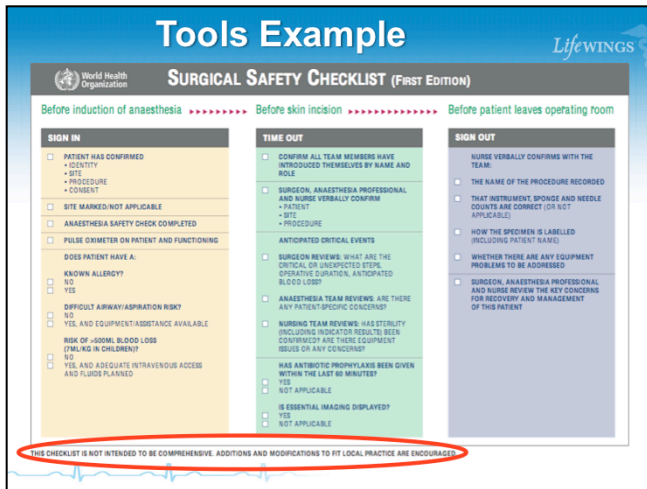 Tools Example
LifeWINGS
World Health
Organization
SURGICAL SAFETY CHECKLIST (FIRST EDITION)
Before induction of anaesthesia
Before skin incision
Before patient leaves operating room
SIGN IN
PATIENT HAS CONFIRMED
• IDENTITY
• SITE
• PROCEDURE
• CONSENT
SITE MARKED/NOT APPLICABLE
ANAESTHESIA SAFETY CHECK COMPLETED
PULSE OXIMETER ON PATIENT AND FUNCTIONING
DOES PATIENT HAVE A:
KNOWN ALLERGY?
NO
YES
DIFFICULT AIRWAY/ASPIRATION RISK?
NO
YES, AND EQUIPMENT/ASSISTANCE AVAILABLE
RISK OF >500ML BLOOD LOSS
(7ML/KG IN CHILDREN)?
NO
YES, AND ADEQUATE INTRAVENOUS ACCESS
AND FLUIDS PLANNED
TIME OUT
CONFIRM ALL TEAM MEMBERS HAVE
INTRODUCED THEMSELVES BY NAME AND
ROLE
SURGEON, ANAESTHESIA PROFESSIONAL
AND NURSE VERBALLY CONFIRM
• PATIENT
• SITE
• PROCEDURE
ANTICIPATED CRITICAL EVENTS
SURGEON REVIEWS: WHAT ARE THE
CRITICAL OR UNEXPECTED STEPS,
OPERATIVE DURATION, ANTICIPATED
BLOOD LOSS?
ANAESTHESIA TEAM REVIEWS: ARE THERE
ANY PATIENT-SPECIFIC CONCERNS?
NURSING TEAM REVIEWS: HAS STERILITY
(INCLUDING INDICATOR RESULTS) BEEN
CONFIRMED? ARE THERE EQUIPMENT
ISSUES OR ANY CONCERNS?
HAS ANTIBIOTIC PROPHYLAXIS BEEN GIVEN
WITHIN THE LAST 60 MINUTES?
YES
NOT APPLICABLE
IS ESSENTIAL IMAGING DISPLAYED?
YES
NOT APPLICABLE
SIGN OUT
NURSE VERBALLY CONFIRMS WITH THE
TEAM:
THE NAME OF THE PROCEDURE RECORDED
THAT INSTRUMENT, SPONGE AND NEEDLE
COUNTS ARE CORRECT (OR NOT
APPLICABLE)
HOW THE SPECIMEN IS LABELLED
(INCLUDING PATIENT NAME)
WHETHER THERE ARE ANY EQUIPMENT
PROBLEMS TO BE ADDRESSED
SURGEON, ANAESTHESIA PROFESSIONAL
AND NURSE REVIEW THE KEY CONCERNS
FOR RECOVERY AND MANAGEMENT
OF THIS PATIENT
THIS CHECKLIST IS NOT INTENDED TO BE COMPREHENSIVE. ADDITIONS AND MODIFICATIONS TO FIT LOCAL PRACTICE ARE ENCOURAGED.